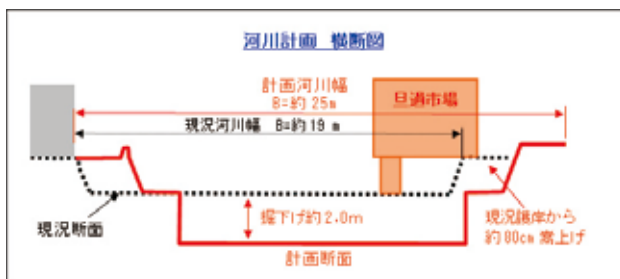 河川計画 横断図
計画河川幅
B=約25m
旦過市場
現況河川幅 B=約19m
現況断面
掘下げ約2.0m
現況護岸から
約80cm嵩上げ
計画断面